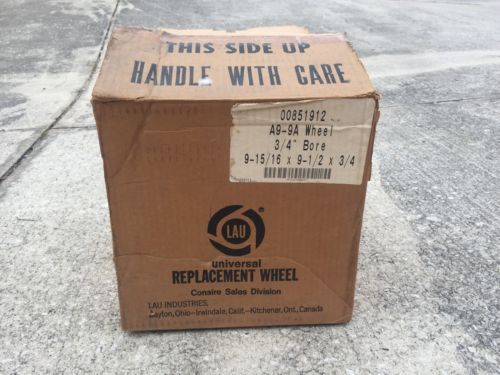 THIS SIDE UP
HANDLE WITH CARE
00851912
A9-9A Wheel
3/4" Bore
9-15/16 x 9-1/2 x 3/4
LAU
universal
REPLACEMENT WHEEL
Conaire Sales Division
LAU INDUSTRIES,
Dayton, Ohio–Irwindale, Calif.–Kitchener, Ont., Canada